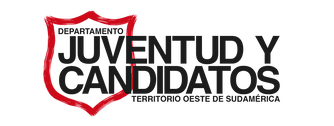 DEPARTAMENTO
JUVENTUD Y
CANDIDATOS
TERRITORIO OESTE DE SUDAMÉRICA